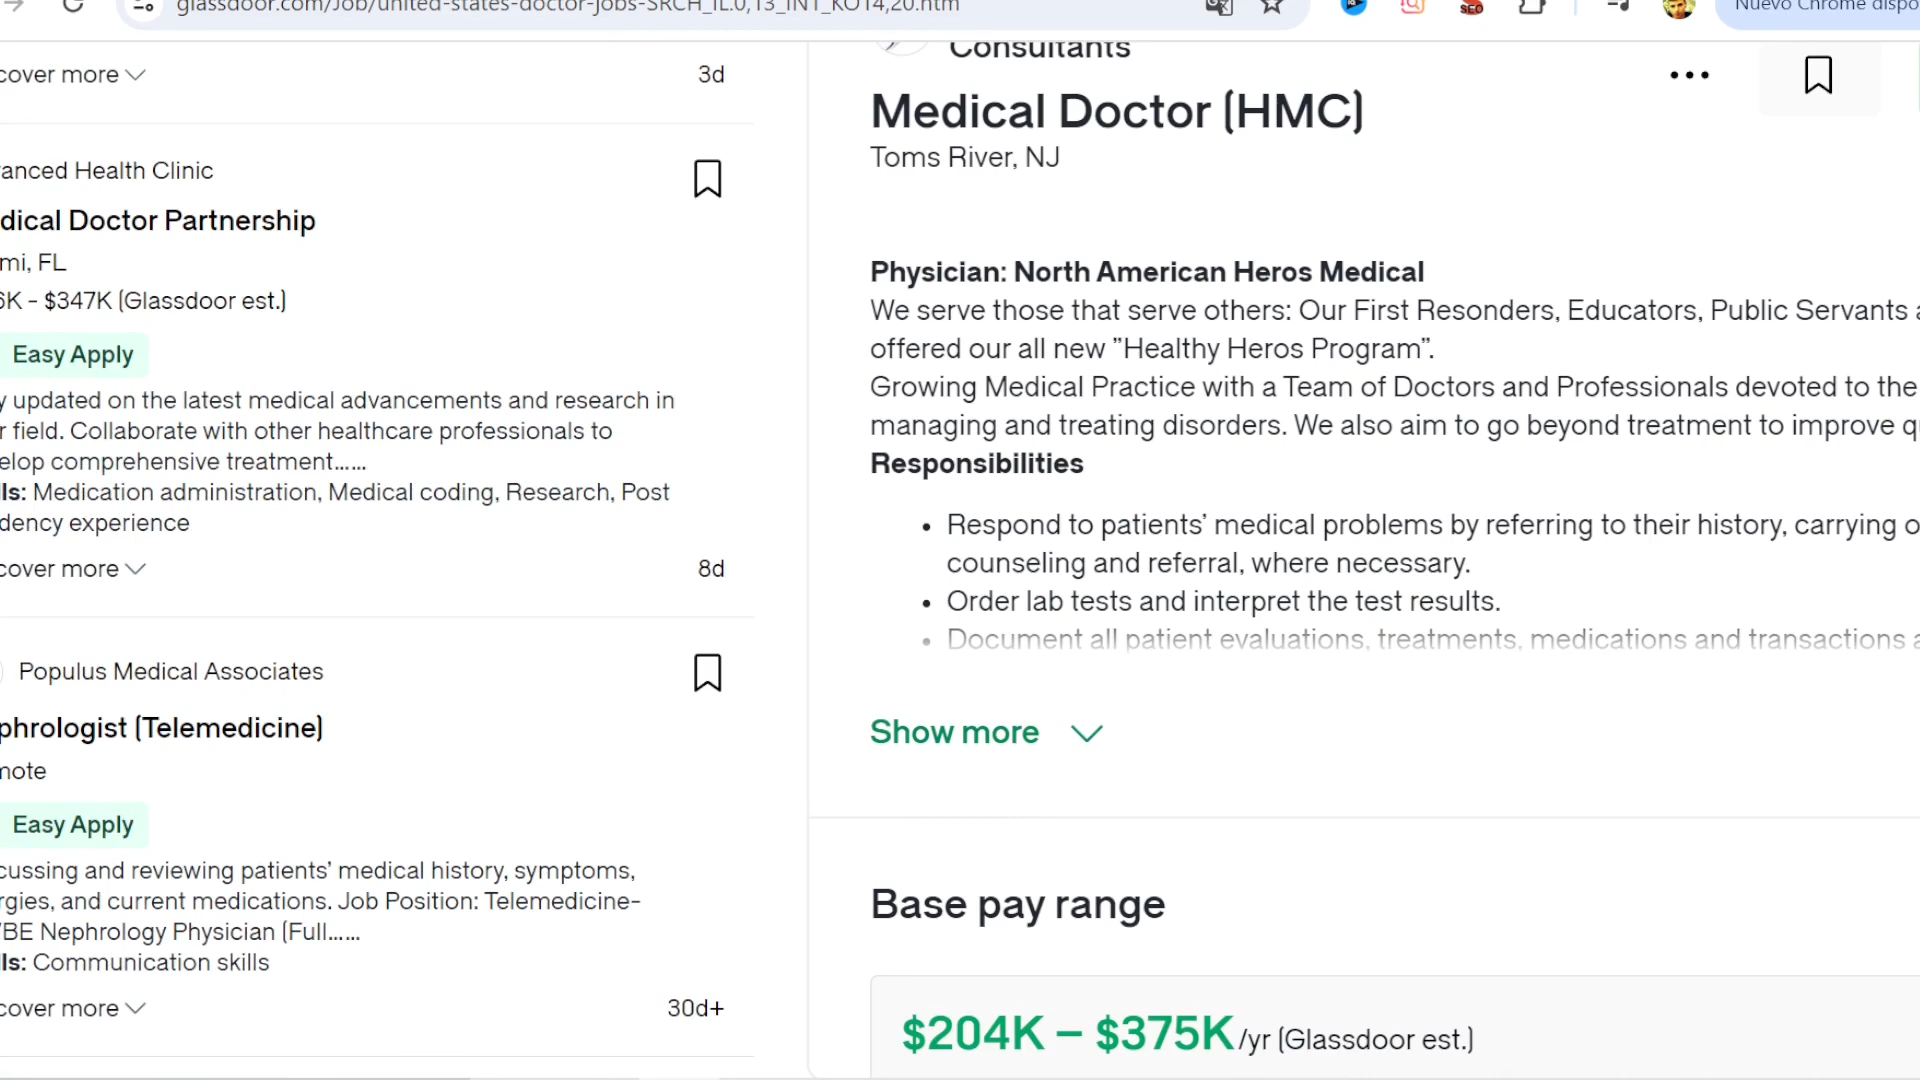 glassdoor.com/Job/united-states-doctor-jobs-SRCH_IL.0,13_IN1_KO14,20.htm
SEO
Nuevo Chrome dispo
cover more
3d
anced Health Clinic
dical Doctor Partnership
mi, FL
6K - $347K (Glassdoor est.)
Easy Apply
y updated on the latest medical advancements and research in
r field. Collaborate with other healthcare professionals to
elop comprehensive treatment……
lls: Medication administration, Medical coding, Research, Post
dency experience
cover more
8d
Populus Medical Associates
phrologist (Telemedicine)
mote
Easy Apply
cussing and reviewing patients’ medical history, symptoms,
rgies, and current medications. Job Position: Telemedicine-
BE Nephrology Physician (Full……
lls: Communication skills
cover more
30d+
Consultants
Medical Doctor (HMC)
Toms River, NJ
Physician: North American Heros Medical
We serve those that serve others: Our First Resonders, Educators, Public Servants a
offered our all new ”Healthy Heros Program”.
Growing Medical Practice with a Team of Doctors and Professionals devoted to the
managing and treating disorders. We also aim to go beyond treatment to improve qu
Responsibilities
• Respond to patients’ medical problems by referring to their history, carrying o
counseling and referral, where necessary.
• Order lab tests and interpret the test results.
• Document all patient evaluations, treatments, medications and transactions a
Show more
Base pay range
$204K – $375K/yr (Glassdoor est.)